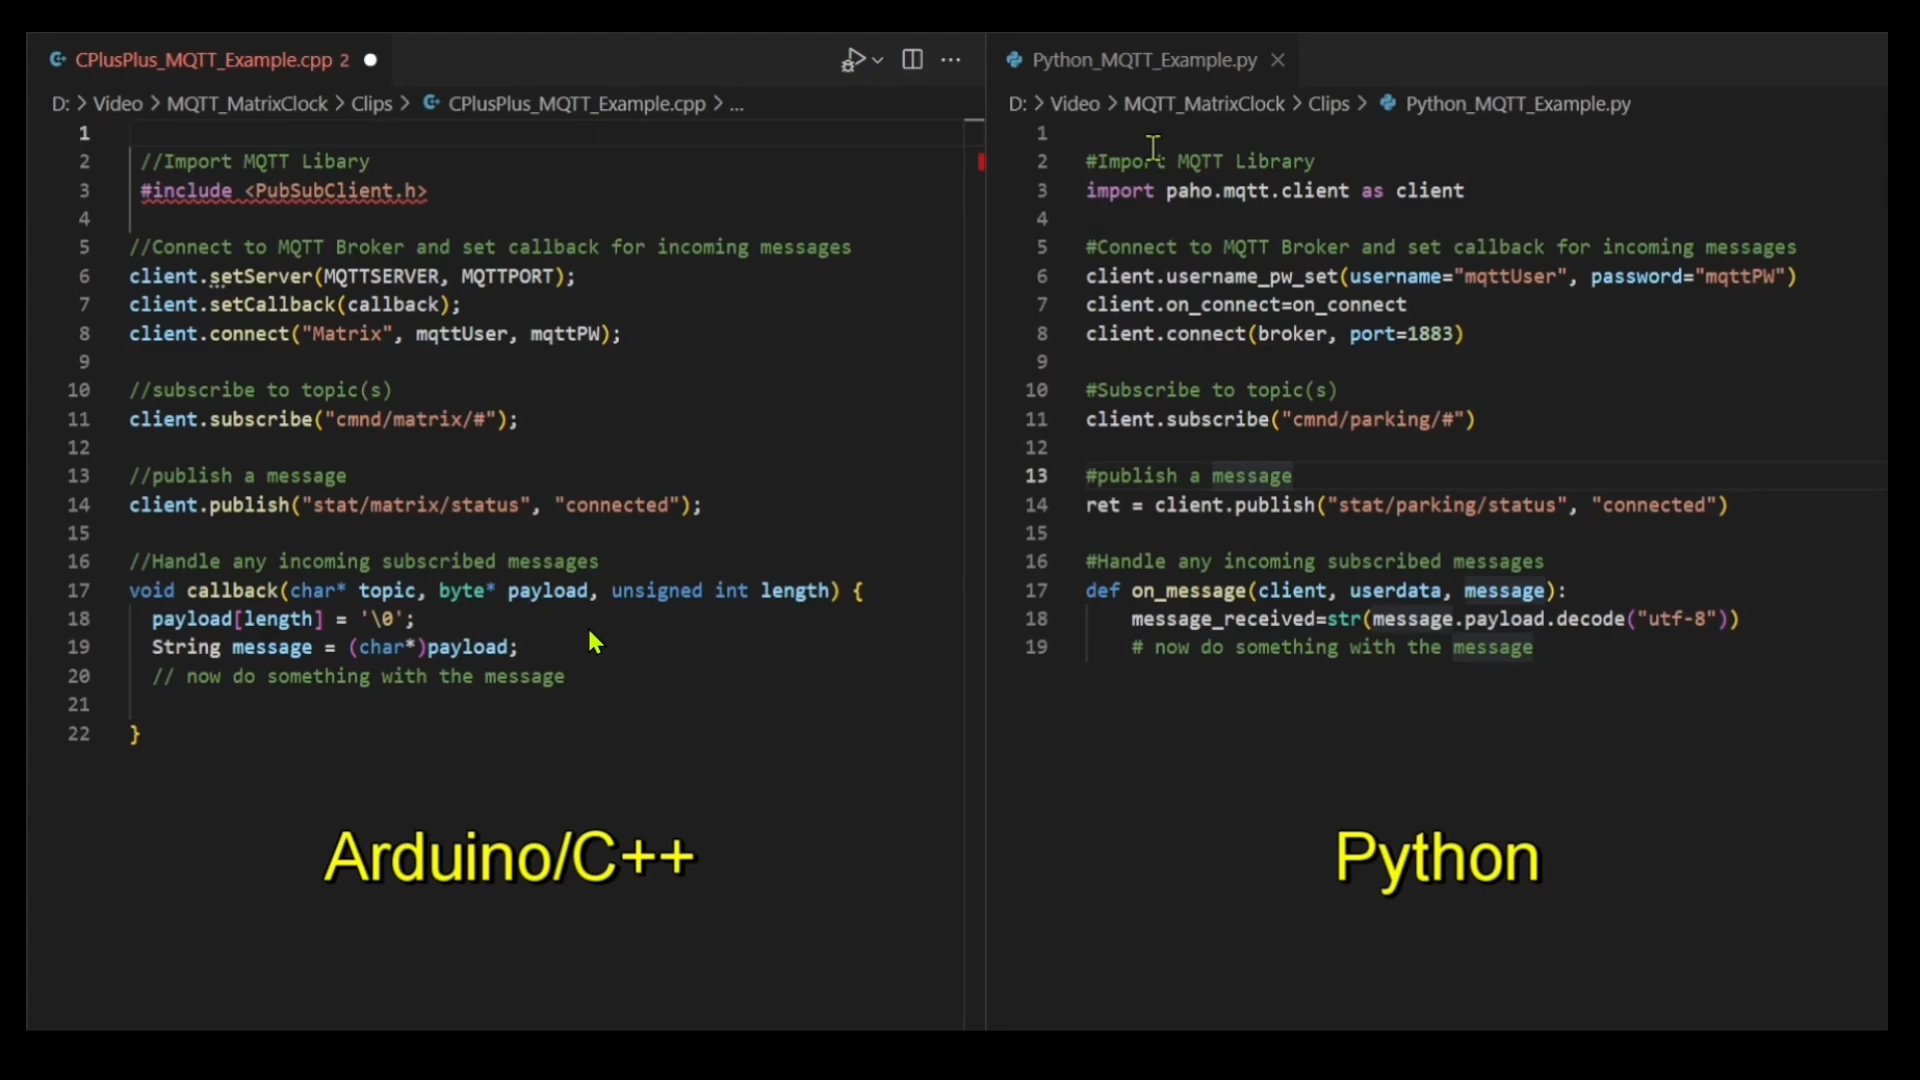 CPlusPlus_MQTT_Example.cpp 2
D: > Video > MQTT_MatrixClock > Clips > CPlusPlus_MQTT_Example.cpp > ...
1
2 //Import MQTT Libary
3 #include <PubSubClient.h>
4
5 //Connect to MQTT Broker and set callback for incoming messages
6 client.setServer(MQTTSERVER, MQTTPORT);
7 client.setCallback(callback);
8 client.connect("Matrix", mqttUser, mqttPW);
9
10 //subscribe to topic(s)
11 client.subscribe("cmnd/matrix/#");
12
13 //publish a message
14 client.publish("stat/matrix/status", "connected");
15
16 //Handle any incoming subscribed messages
17 void callback(char* topic, byte* payload, unsigned int length) {
18 payload[length] = '\0';
19 String message = (char*)payload;
20 // now do something with the message
21
22 }
Arduino/C++
Python_MQTT_Example.py
D: > Video > MQTT_MatrixClock > Clips > Python_MQTT_Example.py
1
2 #Import MQTT Library
3 import paho.mqtt.client as client
4
5 #Connect to MQTT Broker and set callback for incoming messages
6 client.username_pw_set(username="mqttUser", password="mqttPW")
7 client.on_connect=on_connect
8 client.connect(broker, port=1883)
9
10 #Subscribe to topic(s)
11 client.subscribe("cmnd/parking/#")
12
13 #publish a message
14 ret = client.publish("stat/parking/status", "connected")
15
16 #Handle any incoming subscribed messages
17 def on_message(client, userdata, message):
18 message_received=str(message.payload.decode("utf-8"))
19 # now do something with the message
Python